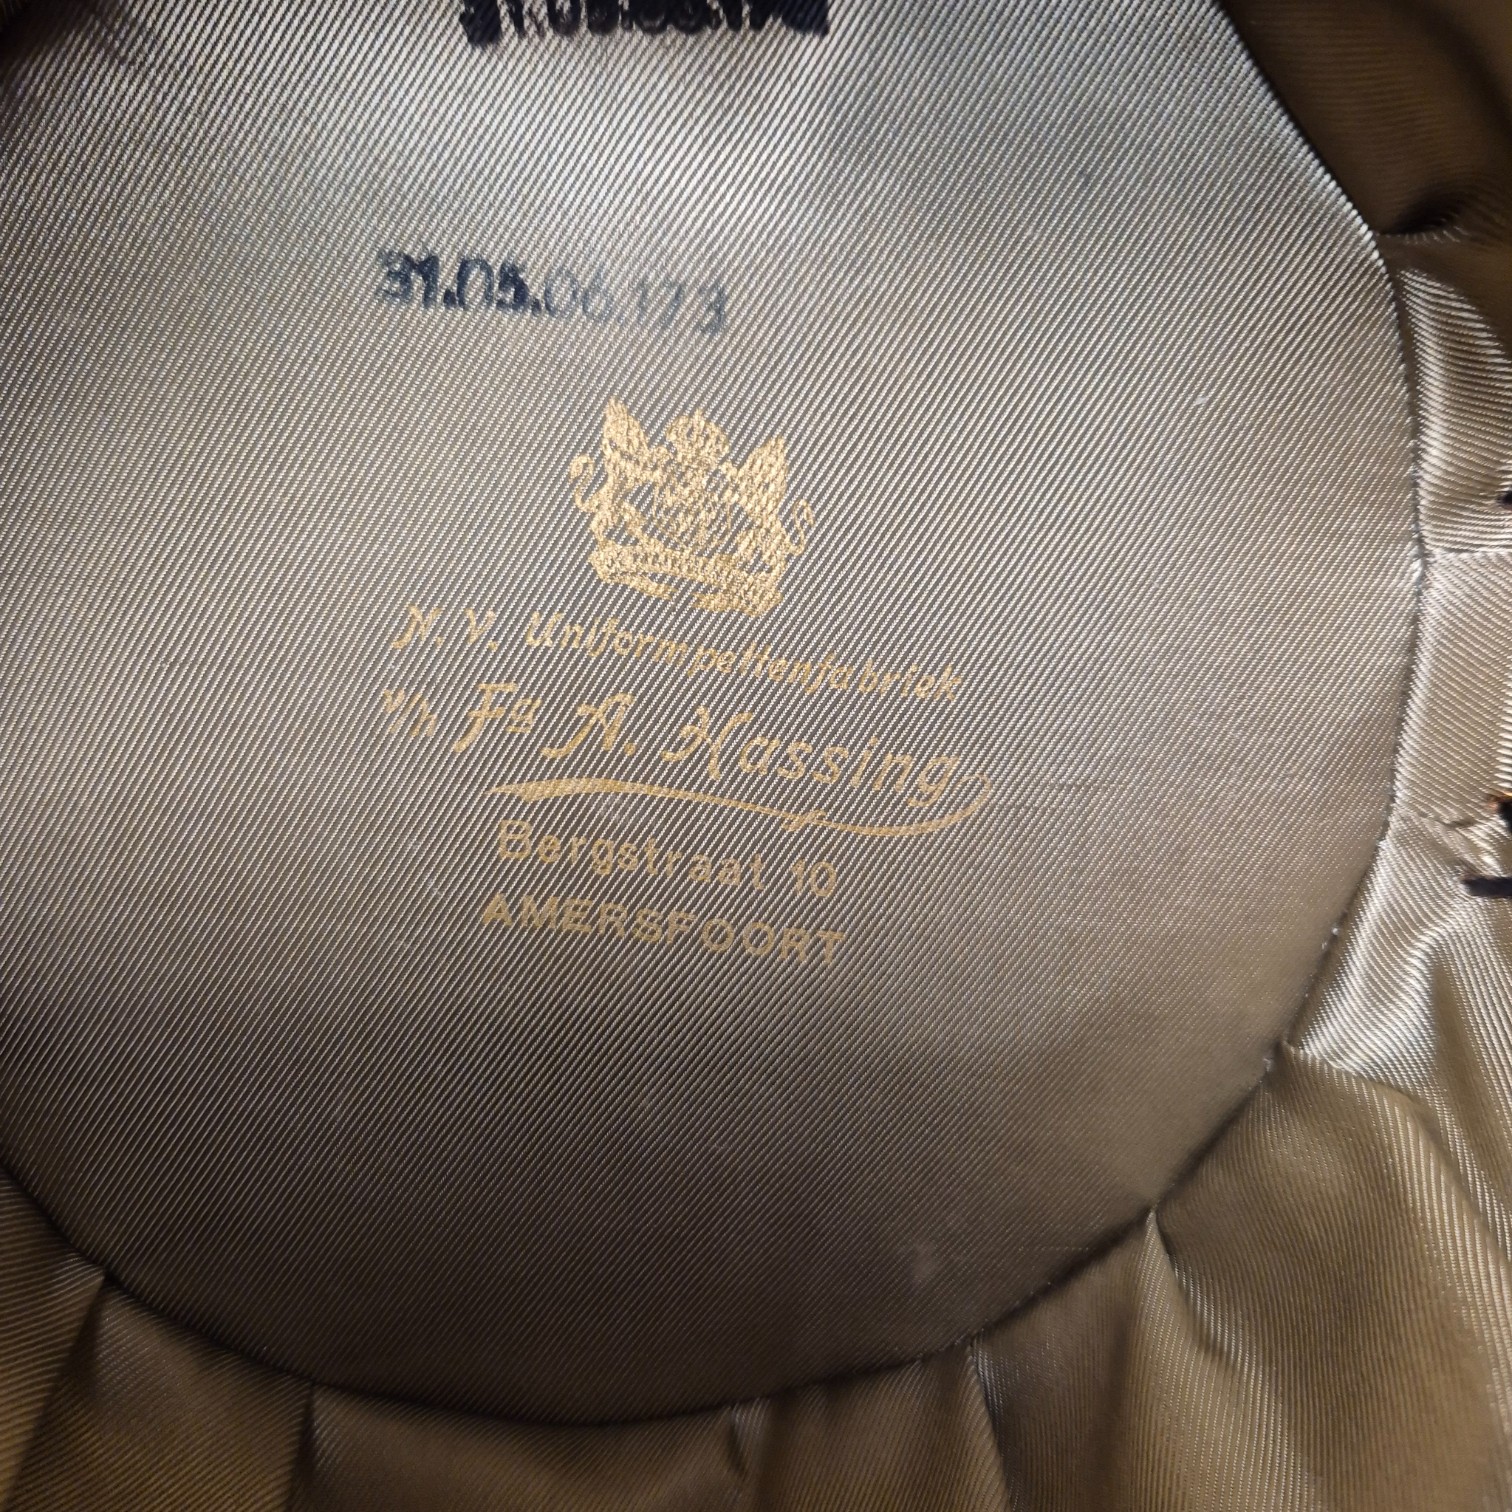 31.05.06.173
N.V. Uniformpettenfabriek
v/h Fa A. Hassing
Bergstraat 10
AMERSFOORT